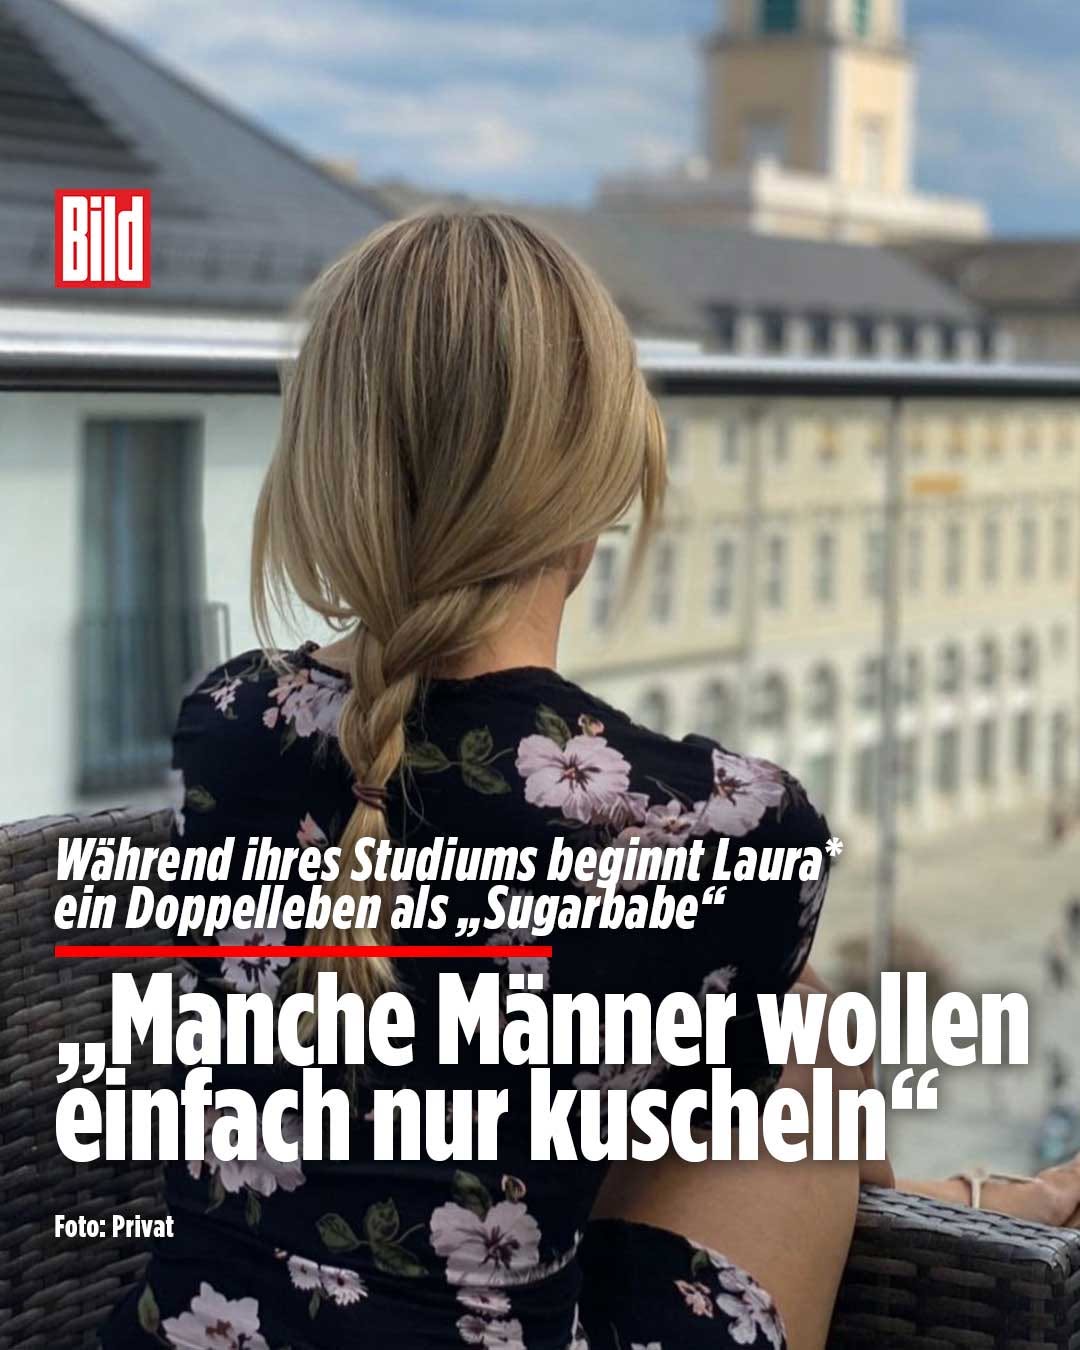 Bild
Während ihres Studiums beginnt Laura*
ein Doppelleben als „Sugarbabe“
„Manche Männer wollen
einfach nur kuscheln“
Foto: Privat